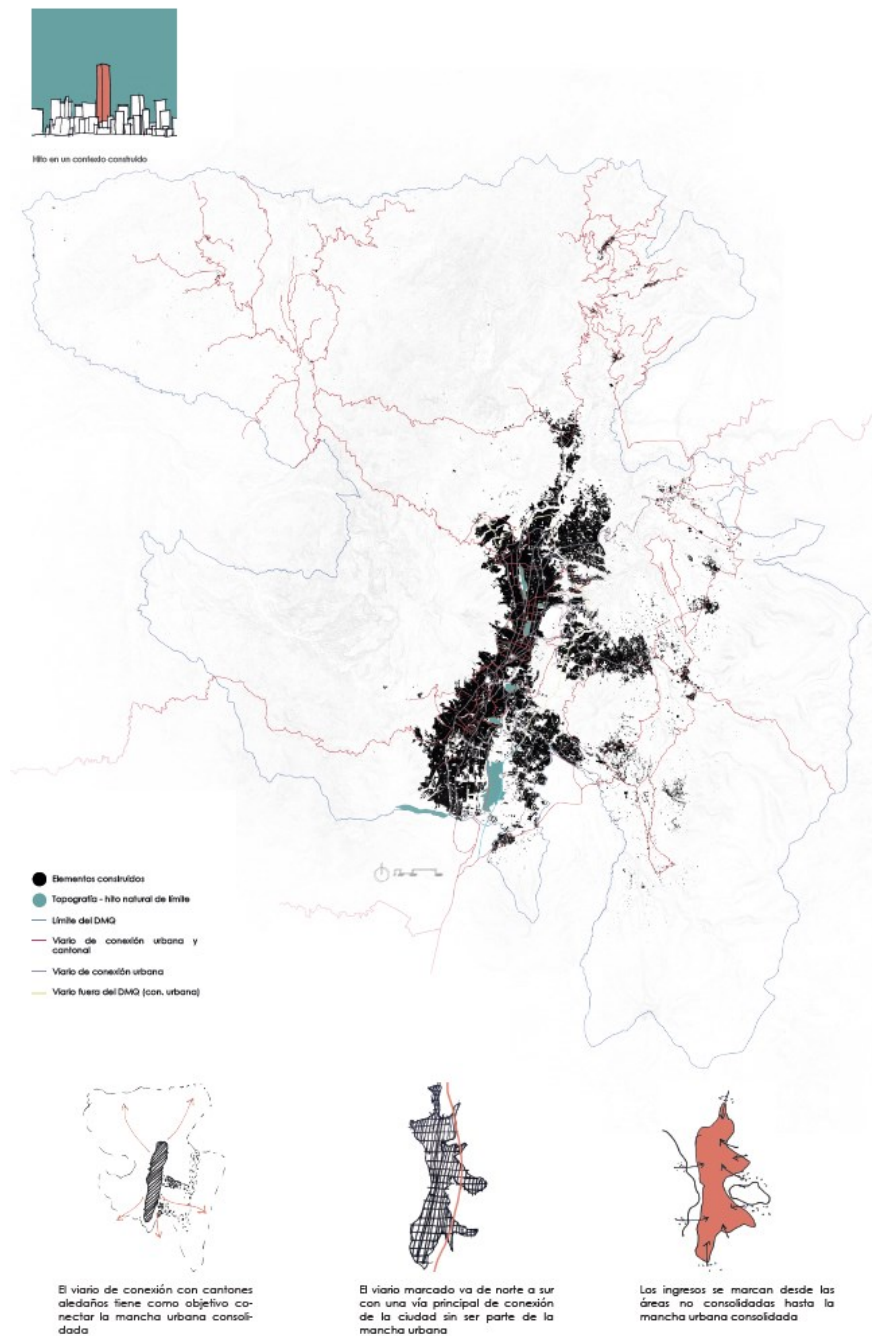 Hito en un contexto construido
Elementos construidos
Topografía - hito natural de límite
Límite del DMQ
Viario de conexión urbana y
cantonal
Viario de conexión urbana
Viario fuera del DMQ (con. urbana)
El viario de conexión con cantones
aledaños tiene como objetivo co-
nectar la mancha urbana consoli-
dada
El viario marcado va de norte a sur
con una vía principal de conexión
de la ciudad sin ser parte de la
mancha urbana
Los ingresos se marcan desde las
áreas no consolidadas hasta la
mancha urbana consolidada